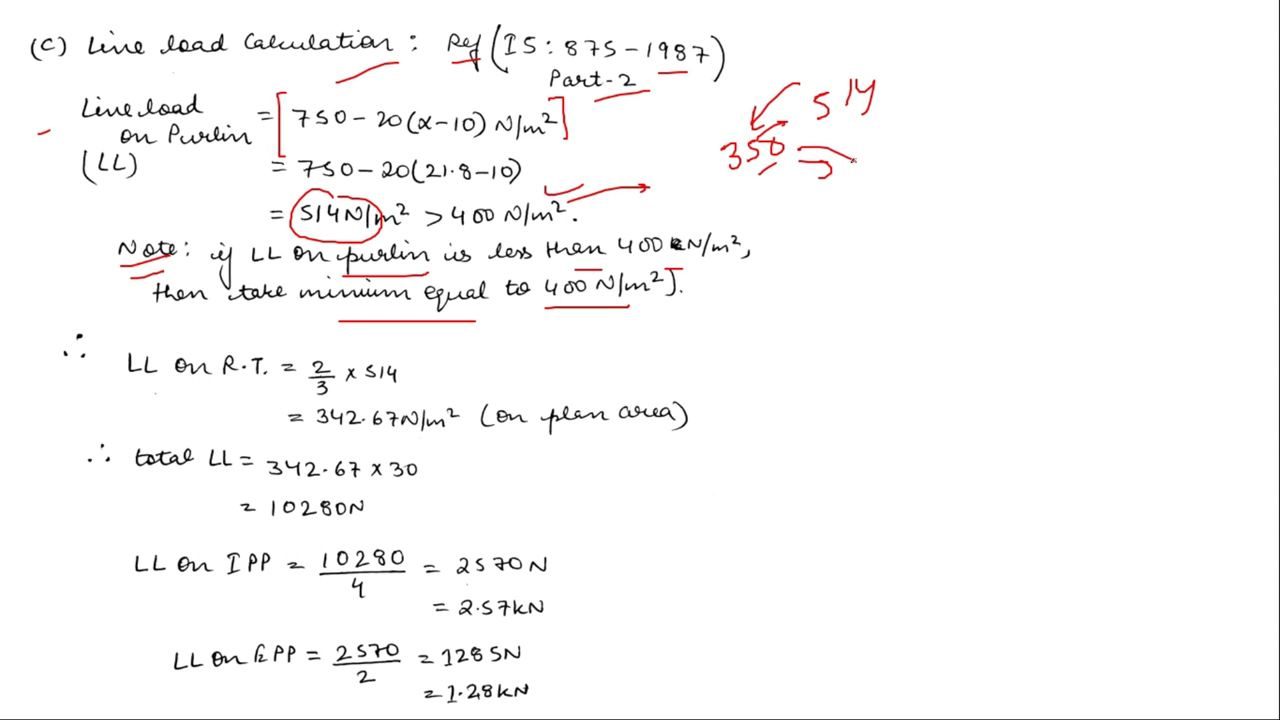 (C) Line load Calculation : Ref (IS : 875 - 1987)
Part-2
Line load on Purlin (LL) = [750 - 20(α-10) N/m²]
= 750 - 20(21.8-10)
= 514N/m² > 400 N/m².
Note: if LL on purlin is less then 400 N/m²,
then take minium equal to 400 N/m²].
514
350
∴ LL on R.T. = 2/3 x 514
= 342.67N/m² (on plan area)
∴ total LL = 342.67 x 30
= 10280N
LL on IPP = 10280/4 = 2570N
= 2.57kN
LL on EPP = 2570/2 = 1285N
= 1.28kN